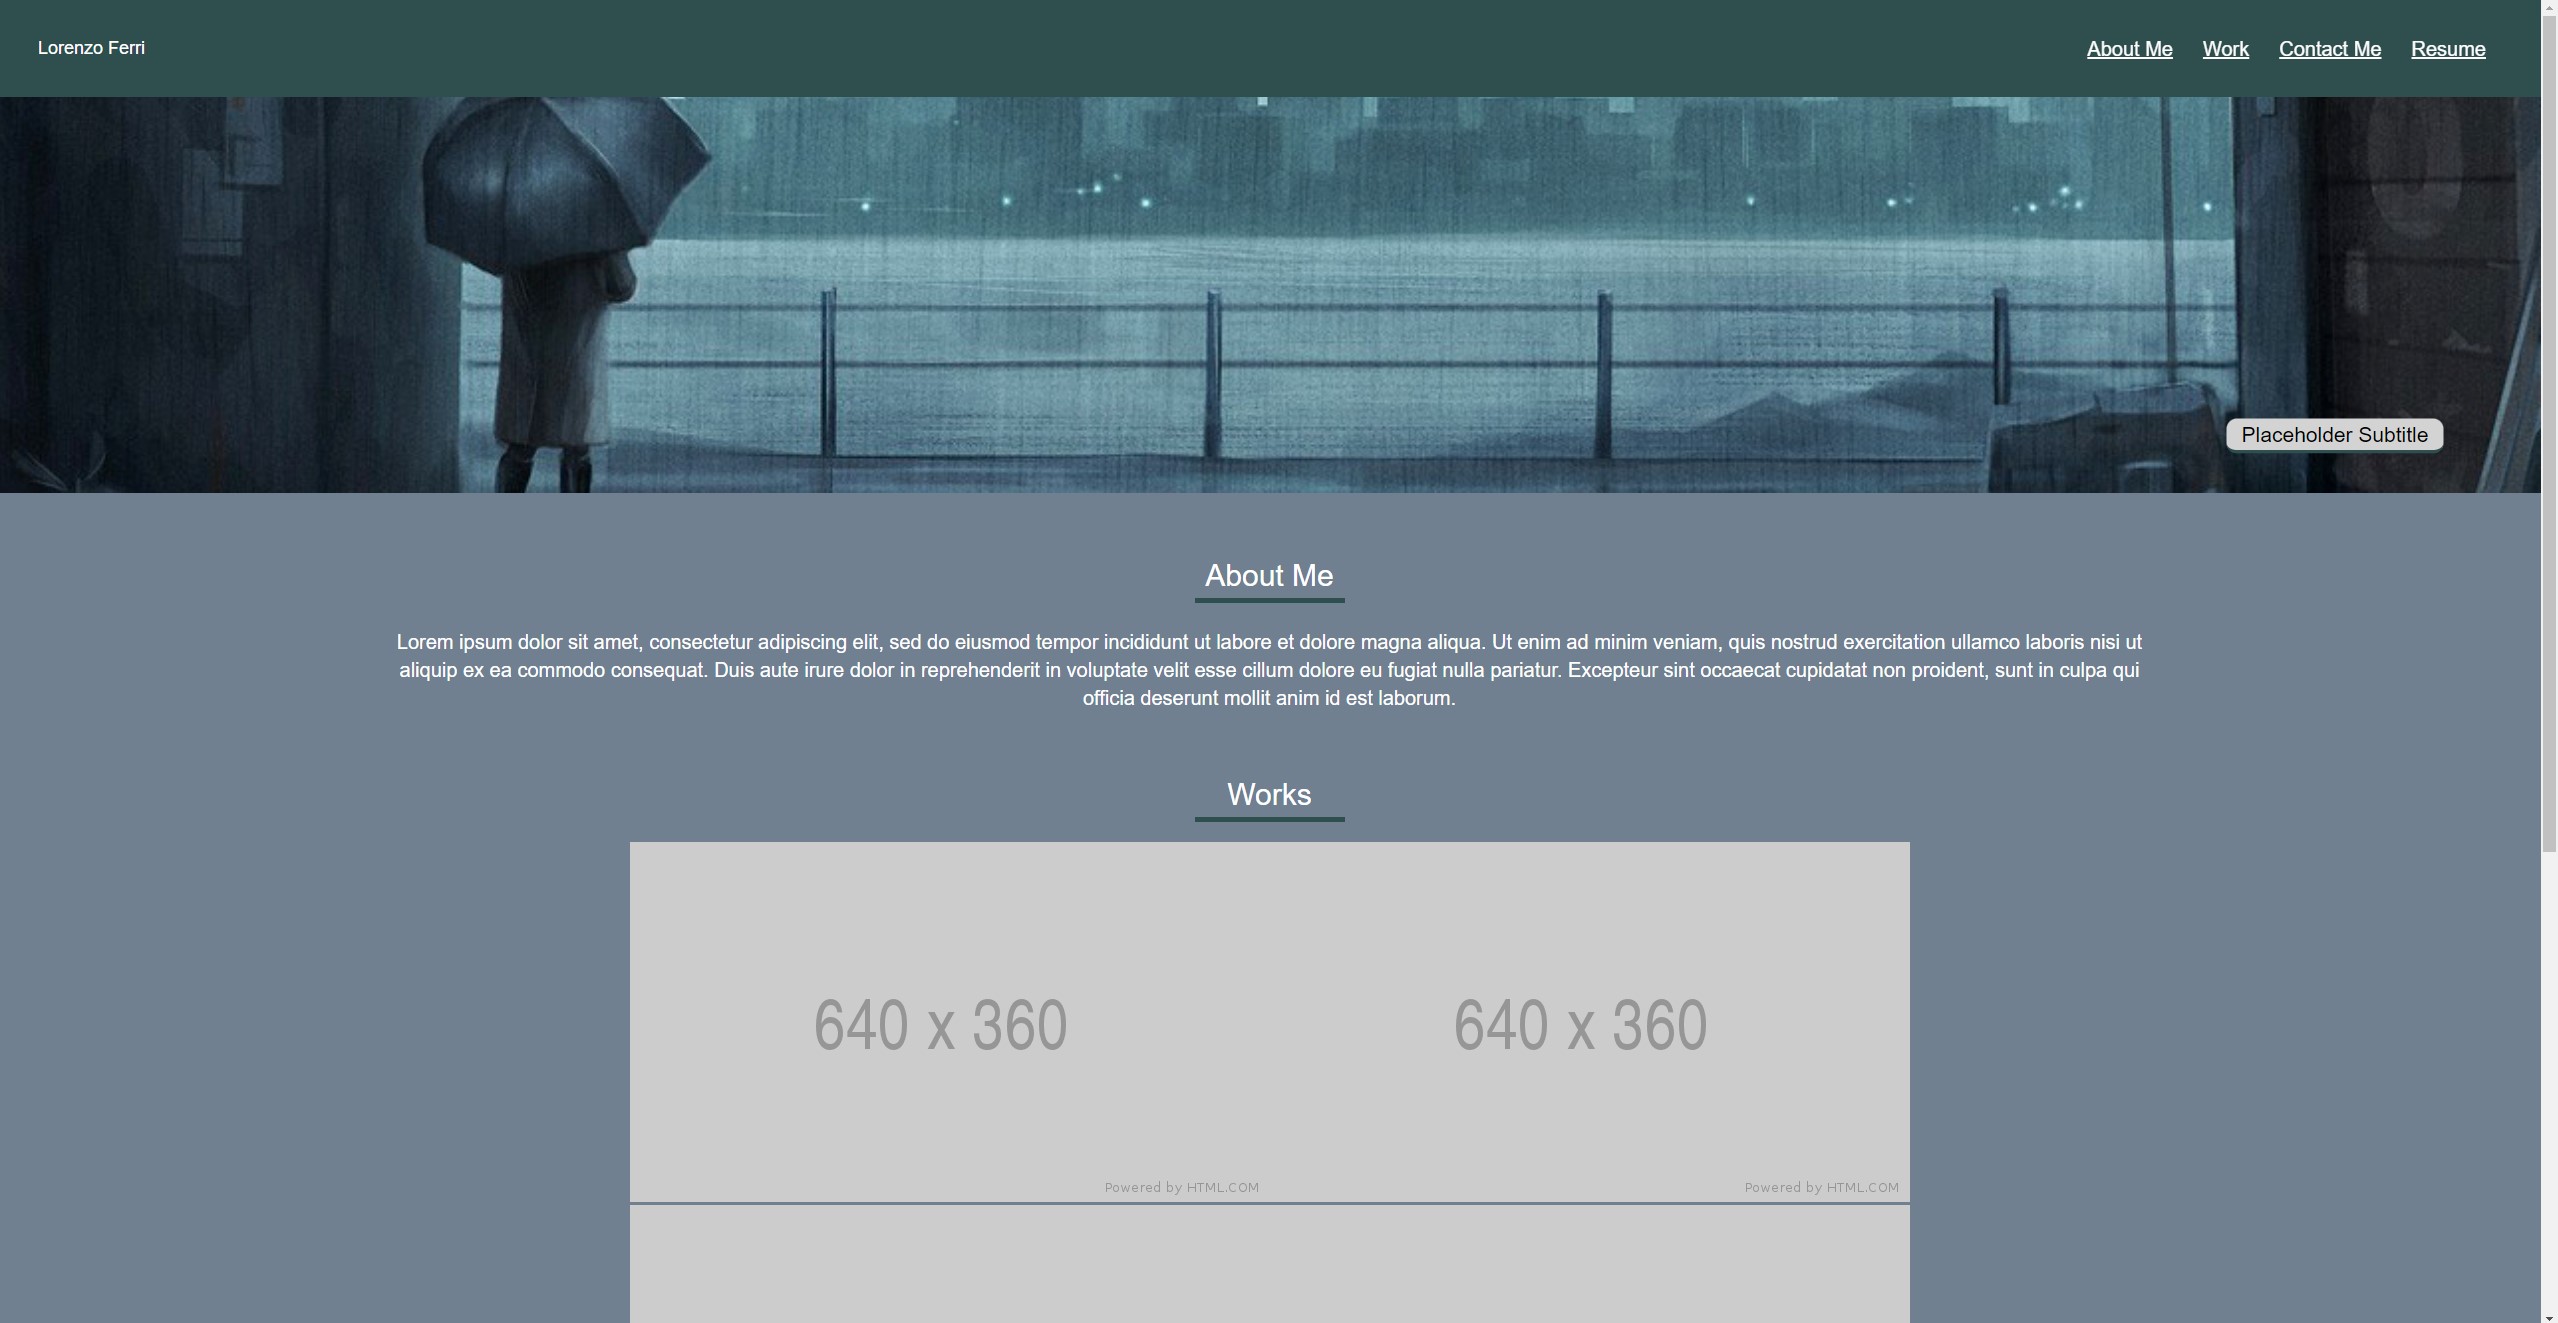 Lorenzo Ferri
About Me Work Contact Me Resume
Placeholder Subtitle
About Me
Lorem ipsum dolor sit amet, consectetur adipiscing elit, sed do eiusmod tempor incididunt ut labore et dolore magna aliqua. Ut enim ad minim veniam, quis nostrud exercitation ullamco laboris nisi ut
aliquip ex ea commodo consequat. Duis aute irure dolor in reprehenderit in voluptate velit esse cillum dolore eu fugiat nulla pariatur. Excepteur sint occaecat cupidatat non proident, sunt in culpa qui
officia deserunt mollit anim id est laborum.
Works
640 x 360
640 x 360
Powered by HTML.COM
Powered by HTML.COM